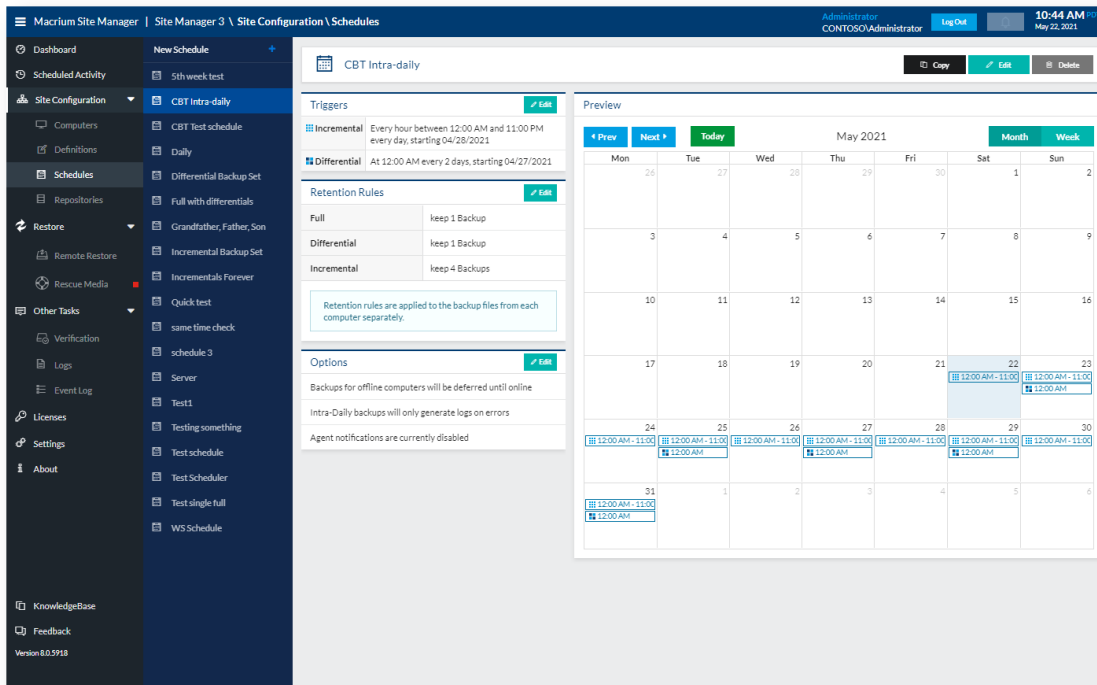 Macrium Site Manager | Site Manager 3 \ Site Configuration \ Schedules
Administrator
CONTOSO\Administrator
Log Out
10:44 AM PDT
May 22, 2021
Dashboard
Scheduled Activity
Site Configuration
Computers
Definitions
Schedules
Repositories
Restore
Remote Restore
Rescue Media
Other Tasks
Verification
Logs
Event Log
Licenses
Settings
About
KnowledgeBase
Feedback
Version 8.0.5918
New Schedule +
5th week test
CBT Intra-daily
CBT Test schedule
Daily
Differential Backup Set
Full with differentials
Grandfather, Father, Son
Incremental Backup Set
Incrementals Forever
Quick test
same time check
schedule 3
Server
Test1
Testing something
Test schedule
Test Scheduler
Test single full
WS Schedule
CBT Intra-daily
Copy Edit Delete
Triggers Edit
Incremental Every hour between 12:00 AM and 11:00 PM
every day, starting 04/28/2021
Differential At 12:00 AM every 2 days, starting 04/27/2021
Retention Rules Edit
Full keep 1 Backup
Differential keep 1 Backup
Incremental keep 4 Backups
Retention rules are applied to the backup files from each
computer separately.
Options Edit
Backups for offline computers will be deferred until online
Intra-Daily backups will only generate logs on errors
Agent notifications are currently disabled
Preview
Prev Next Today May 2021 Month Week
Mon Tue Wed Thu Fri Sat Sun
26 27 28 29 30 1 2
3 4 5 6 7 8 9
10 11 12 13 14 15 16
17 18 19 20 21 22 23
12:00 AM - 11:00 12:00 AM - 11:00
12:00 AM
24 25 26 27 28 29 30
12:00 AM - 11:00 12:00 AM - 11:00 12:00 AM - 11:00 12:00 AM - 11:00 12:00 AM - 11:00 12:00 AM - 11:00 12:00 AM - 11:00
12:00 AM 12:00 AM 12:00 AM
31 1 2 3 4 5 6
12:00 AM - 11:00
12:00 AM